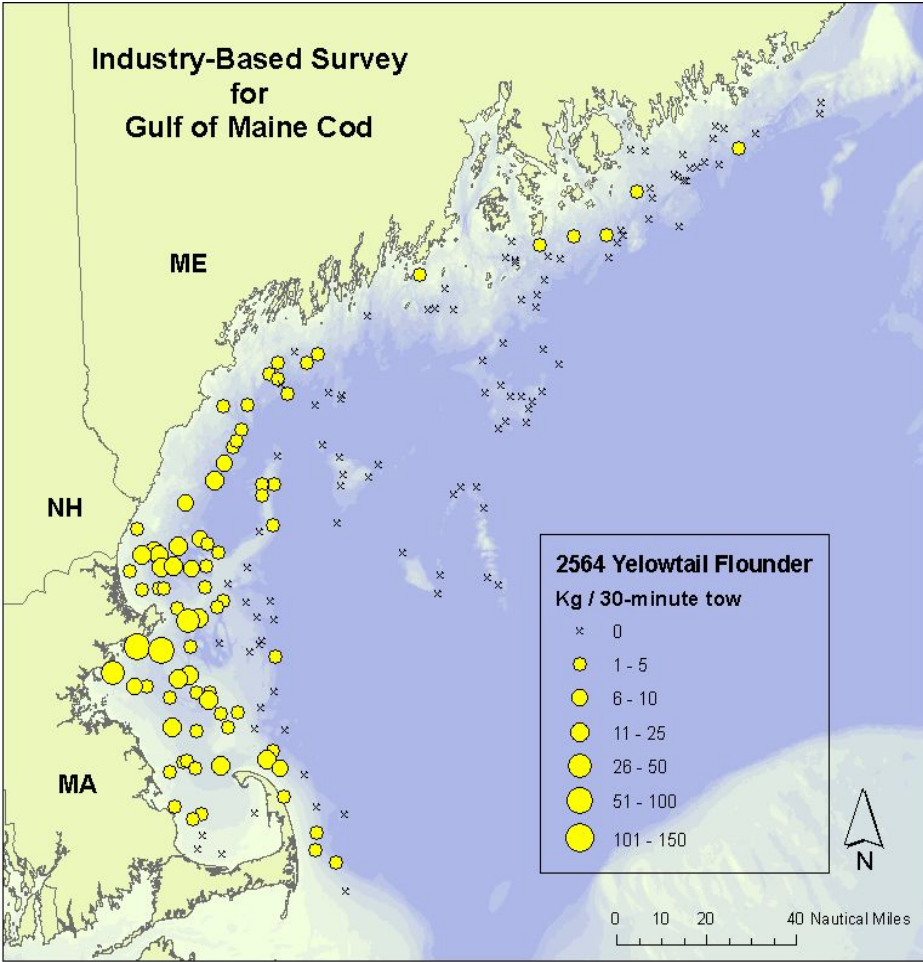 Industry-Based Survey
for
Gulf of Maine Cod
ME
NH
MA
2564 Yelowtail Flounder
Kg / 30-minute tow
0
1 - 5
6 - 10
11 - 25
26 - 50
51 - 100
101 - 150
N
0 10 20 40 Nautical Miles